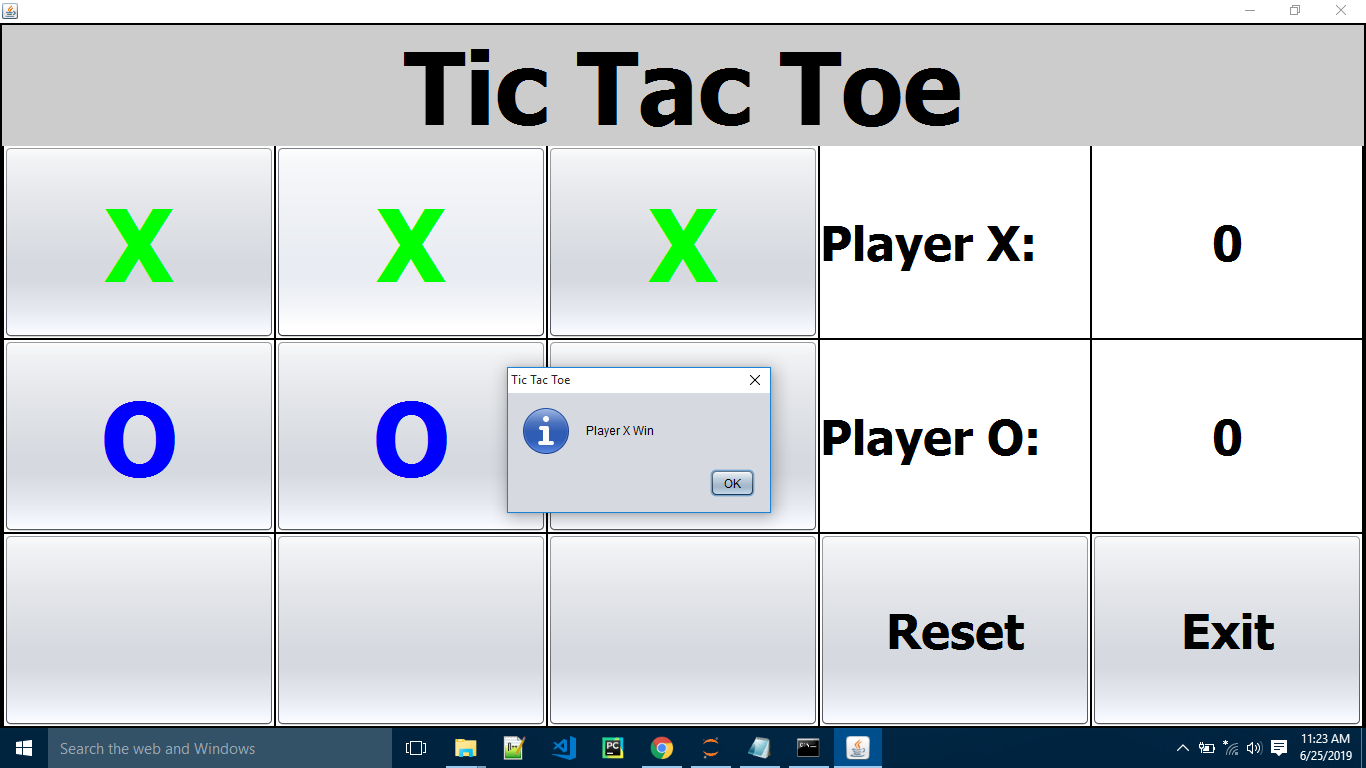 Tic Tac Toe
X X X Player X: 0
O O Player O: 0
Tic Tac Toe
Player X Win
OK
Reset Exit
Search the web and Windows
PC
11:23 AM
6/25/2019